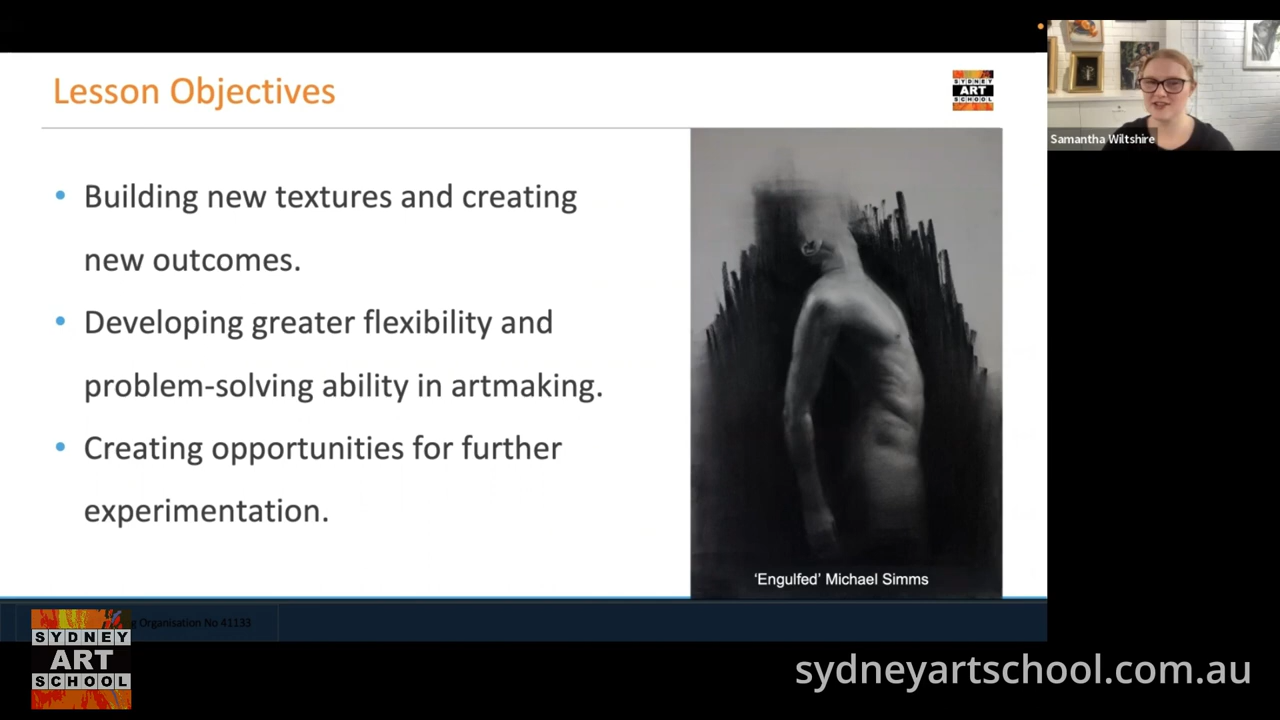 Lesson Objectives
SYDNEY
ART
SCHOOL
Samantha Wiltshire
• Building new textures and creating
new outcomes.
• Developing greater flexibility and
problem-solving ability in artmaking.
• Creating opportunities for further
experimentation.
'Engulfed' Michael Simms
Organisation No 41133
SYDNEY
ART
SCHOOL
sydneyartschool.com.au